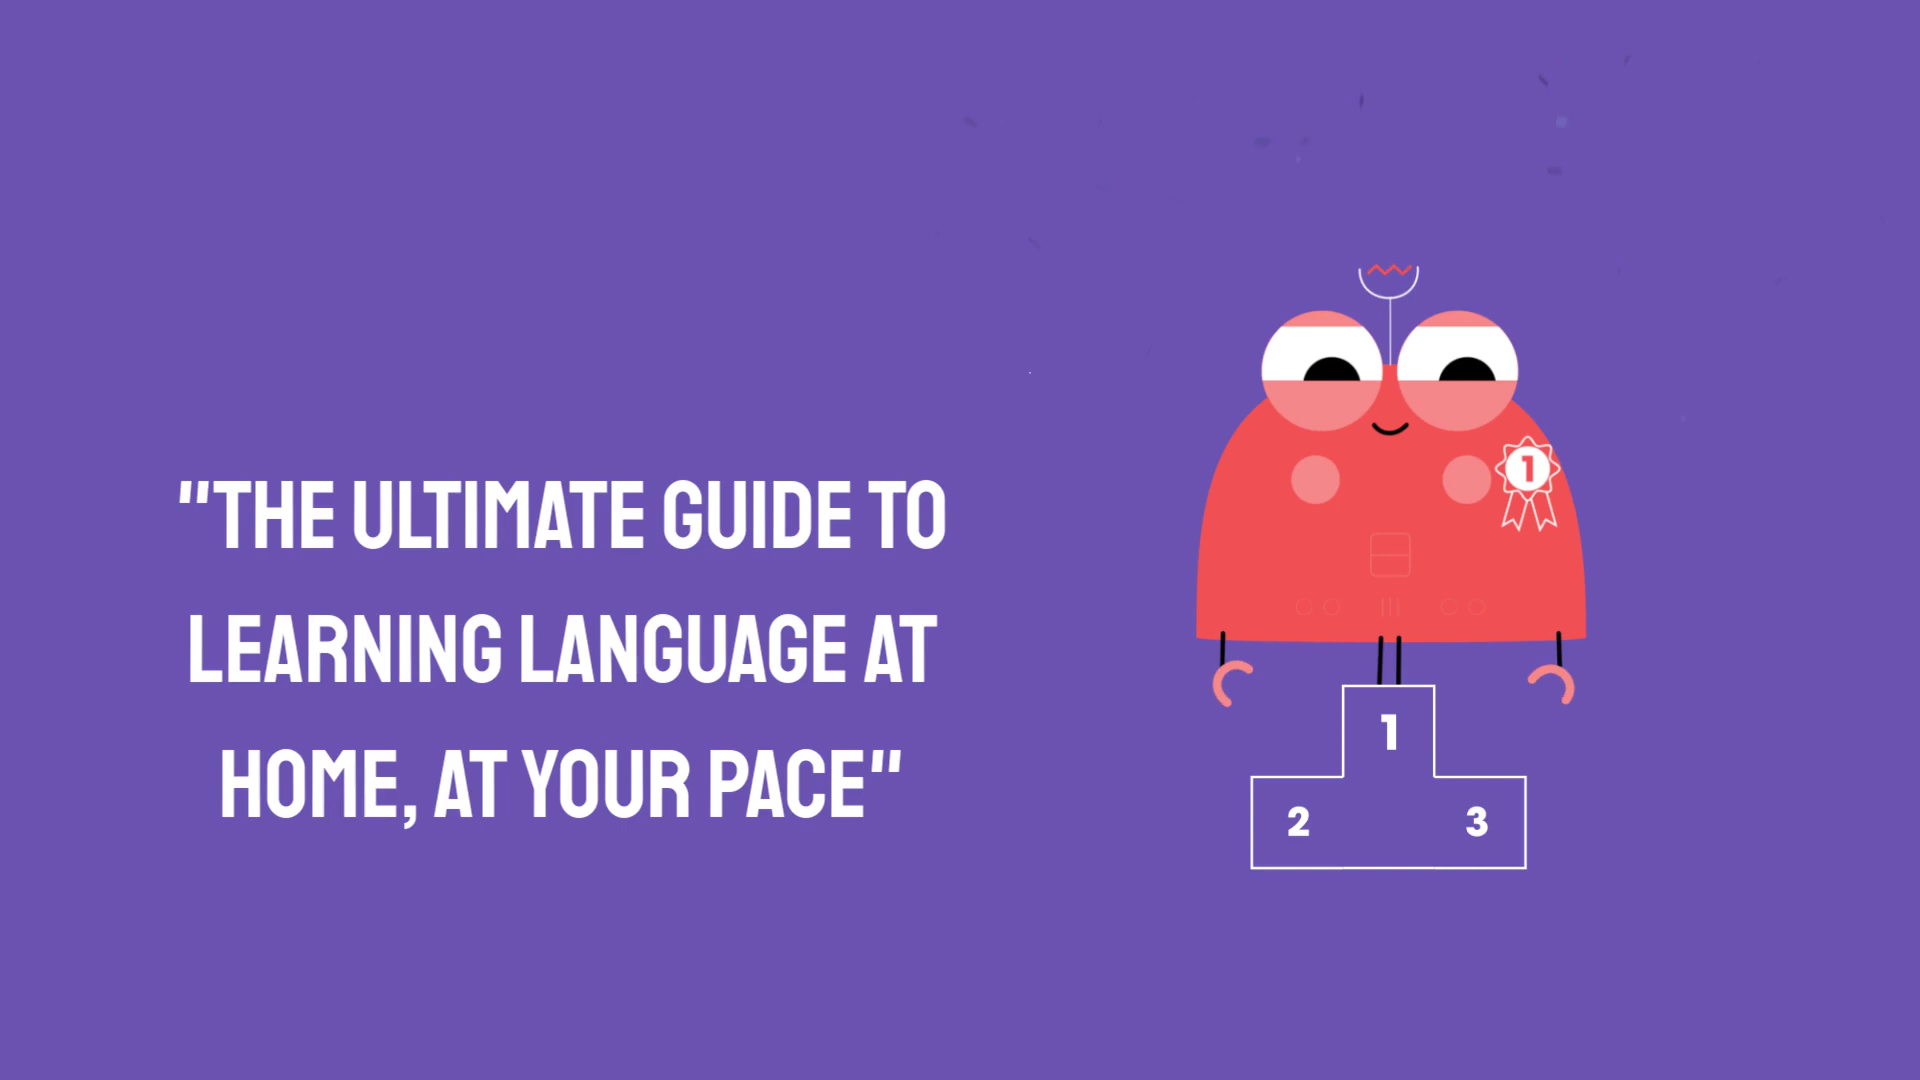 "THE ULTIMATE GUIDE TO
LEARNING LANGUAGE AT
HOME, AT YOUR PACE"
1
1
2
3